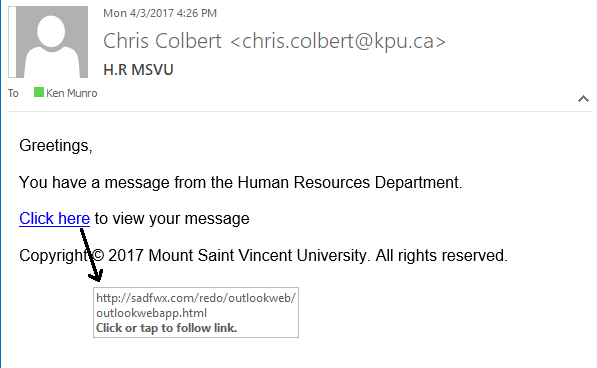 Mon 4/3/2017 4:26 PM
Chris Colbert <chris.colbert@kpu.ca>
H.R MSVU
To Ken Munro
Greetings,
You have a message from the Human Resources Department.
Click here to view your message
Copyright © 2017 Mount Saint Vincent University. All rights reserved.
http://sadfwx.com/redo/outlookweb/
outlookwebapp.html
Click or tap to follow link.